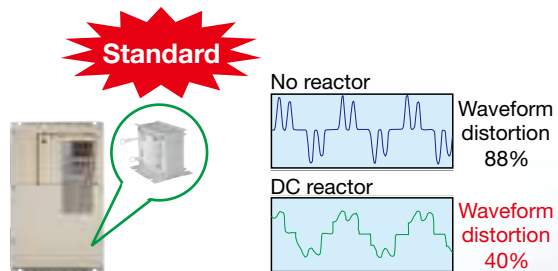 Standard
No reactor
Waveform
distortion
88%
DC reactor
Waveform
distortion
40%